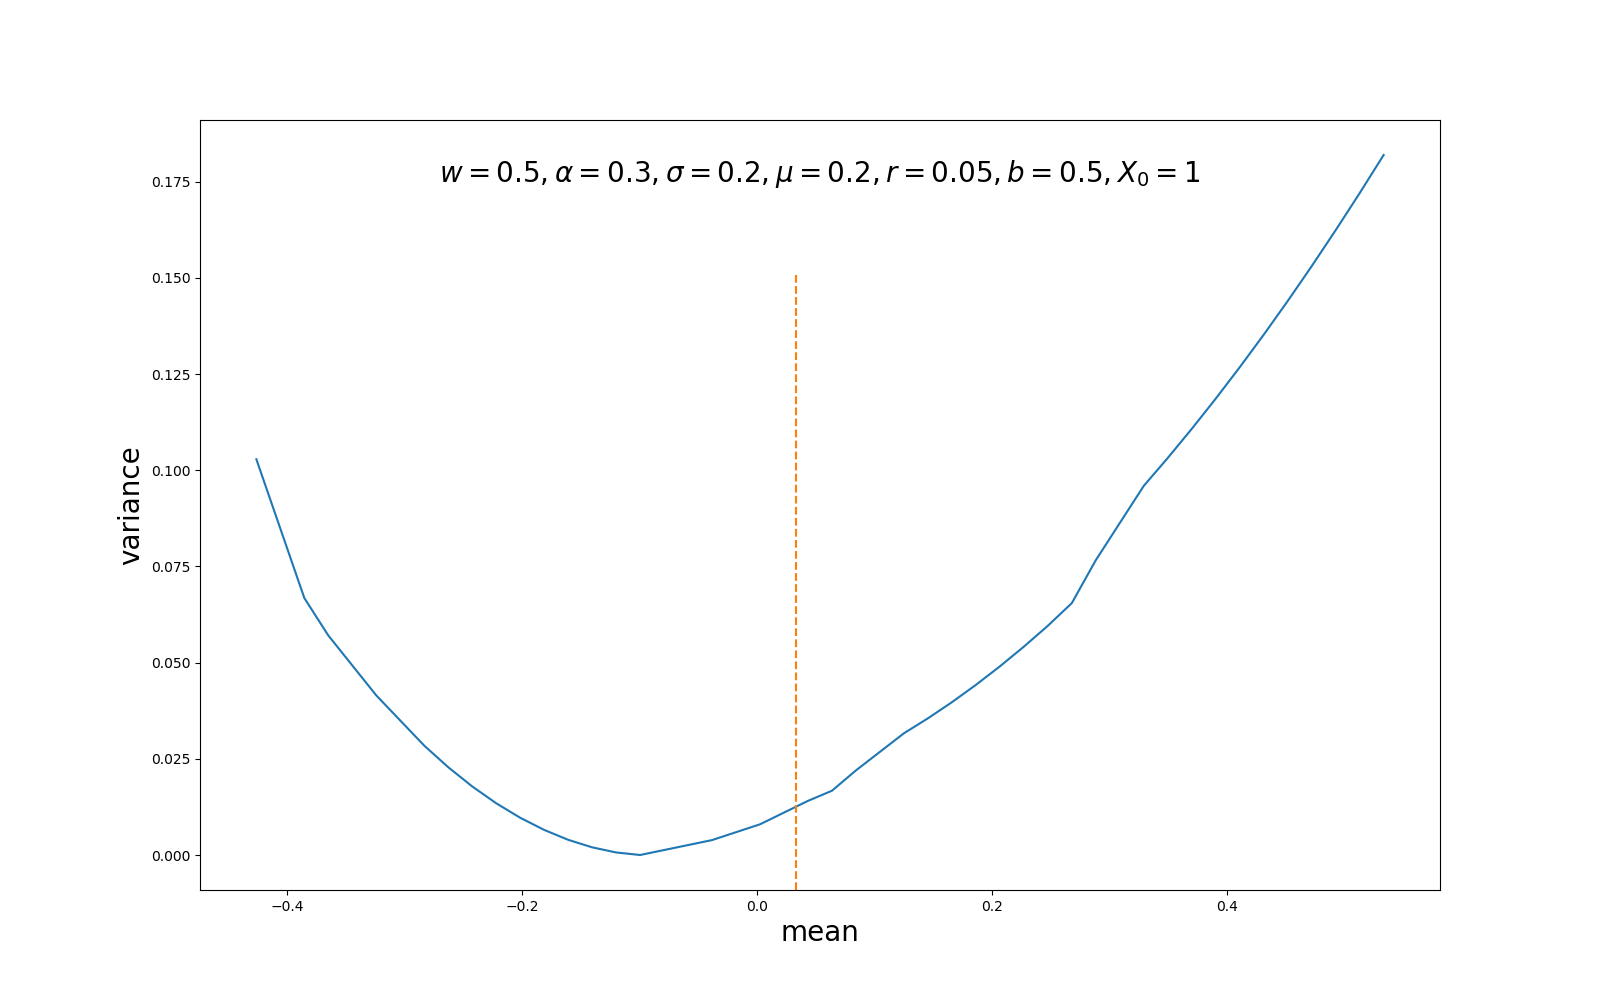 w = 0.5, α = 0.3, σ = 0.2, μ = 0.2, r = 0.05, b = 0.5, X₀ = 1
0.175
0.150
0.125
0.100
0.075
0.050
0.025
0.000
variance
−0.4 −0.2 0.0 0.2 0.4
mean